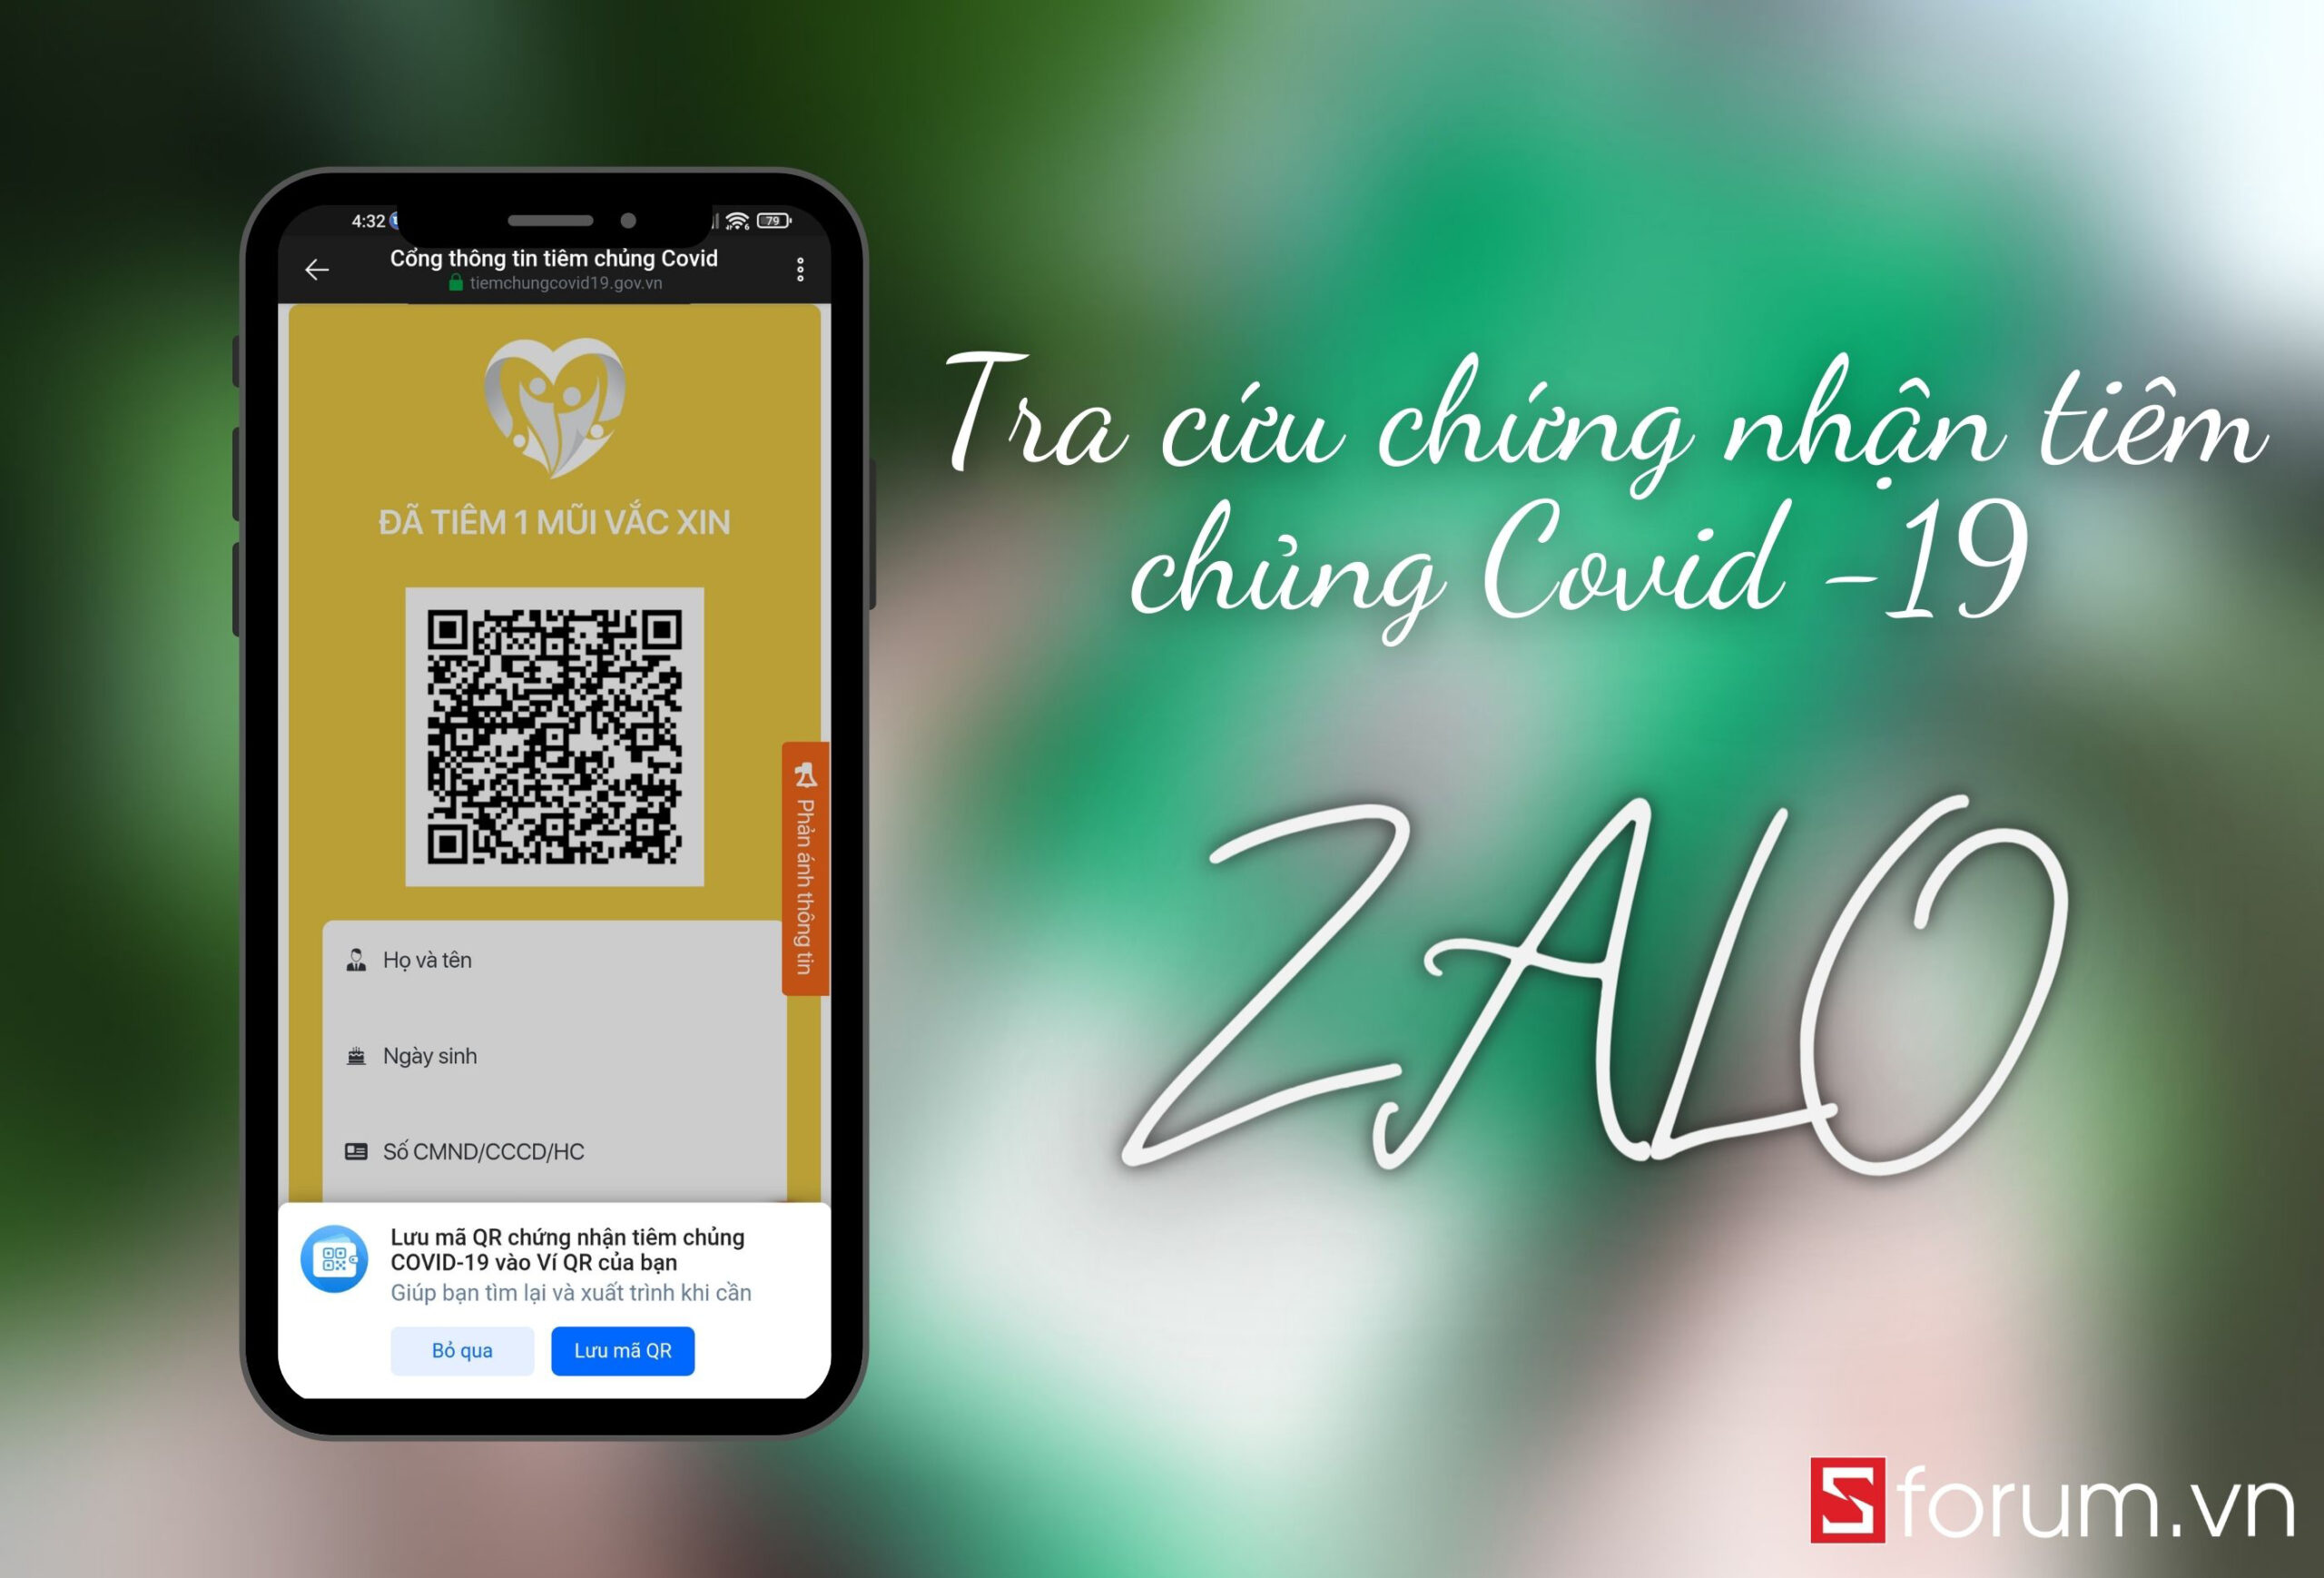 4:32
79
Cổng thông tin tiêm chủng Covid
tiemchungcovid19.gov.vn
ĐÃ TIÊM 1 MŨI VẮC XIN
Phản ánh thông tin
Họ và tên
Ngày sinh
Số CMND/CCCD/HC
Lưu mã QR chứng nhận tiêm chủng
COVID-19 vào Ví QR của bạn
Giúp bạn tìm lại và xuất trình khi cần
Bỏ qua
Lưu mã QR
Tra cứu chứng nhận tiêm
chủng Covid -19
ZALO
Sforum.vn